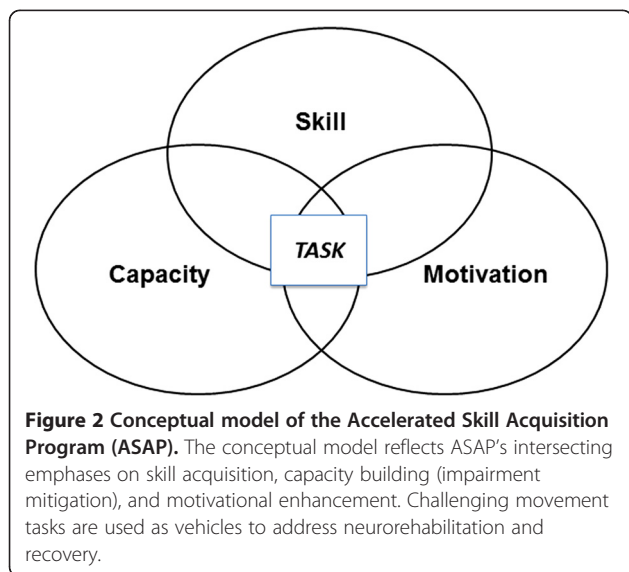 Skill
TASK
Capacity
Motivation
Figure 2 Conceptual model of the Accelerated Skill Acquisition
Program (ASAP). The conceptual model reflects ASAP's intersecting
emphases on skill acquisition, capacity building (impairment
mitigation), and motivational enhancement. Challenging movement
tasks are used as vehicles to address neurorehabilitation and
recovery.